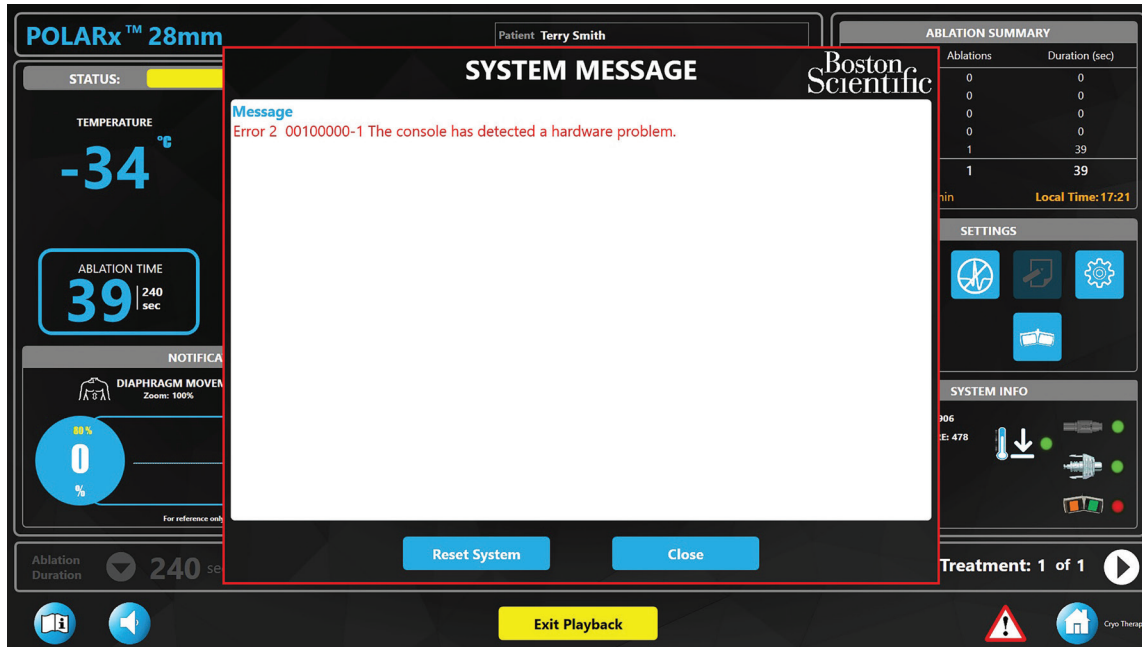 POLARx™ 28mm
Patient Terry Smith
STATUS:
TEMPERATURE
-34 °C
ABLATION TIME
39 240 sec
NOTIFICA
DIAPHRAGM MOVEM
Zoom: 100%
80 %
0
%
For reference only
SYSTEM MESSAGE
Boston Scientific
Message
Error 2 00100000-1 The console has detected a hardware problem.
Reset System
Close
ABLATION SUMMARY
Ablations Duration (sec)
0 0
0 0
0 0
0 0
1 39
1 39
min Local Time: 17:21
SETTINGS
SYSTEM INFO
906
E: 478
Ablation Duration
240 se
Treatment: 1 of 1
Exit Playback
Cryo Therap